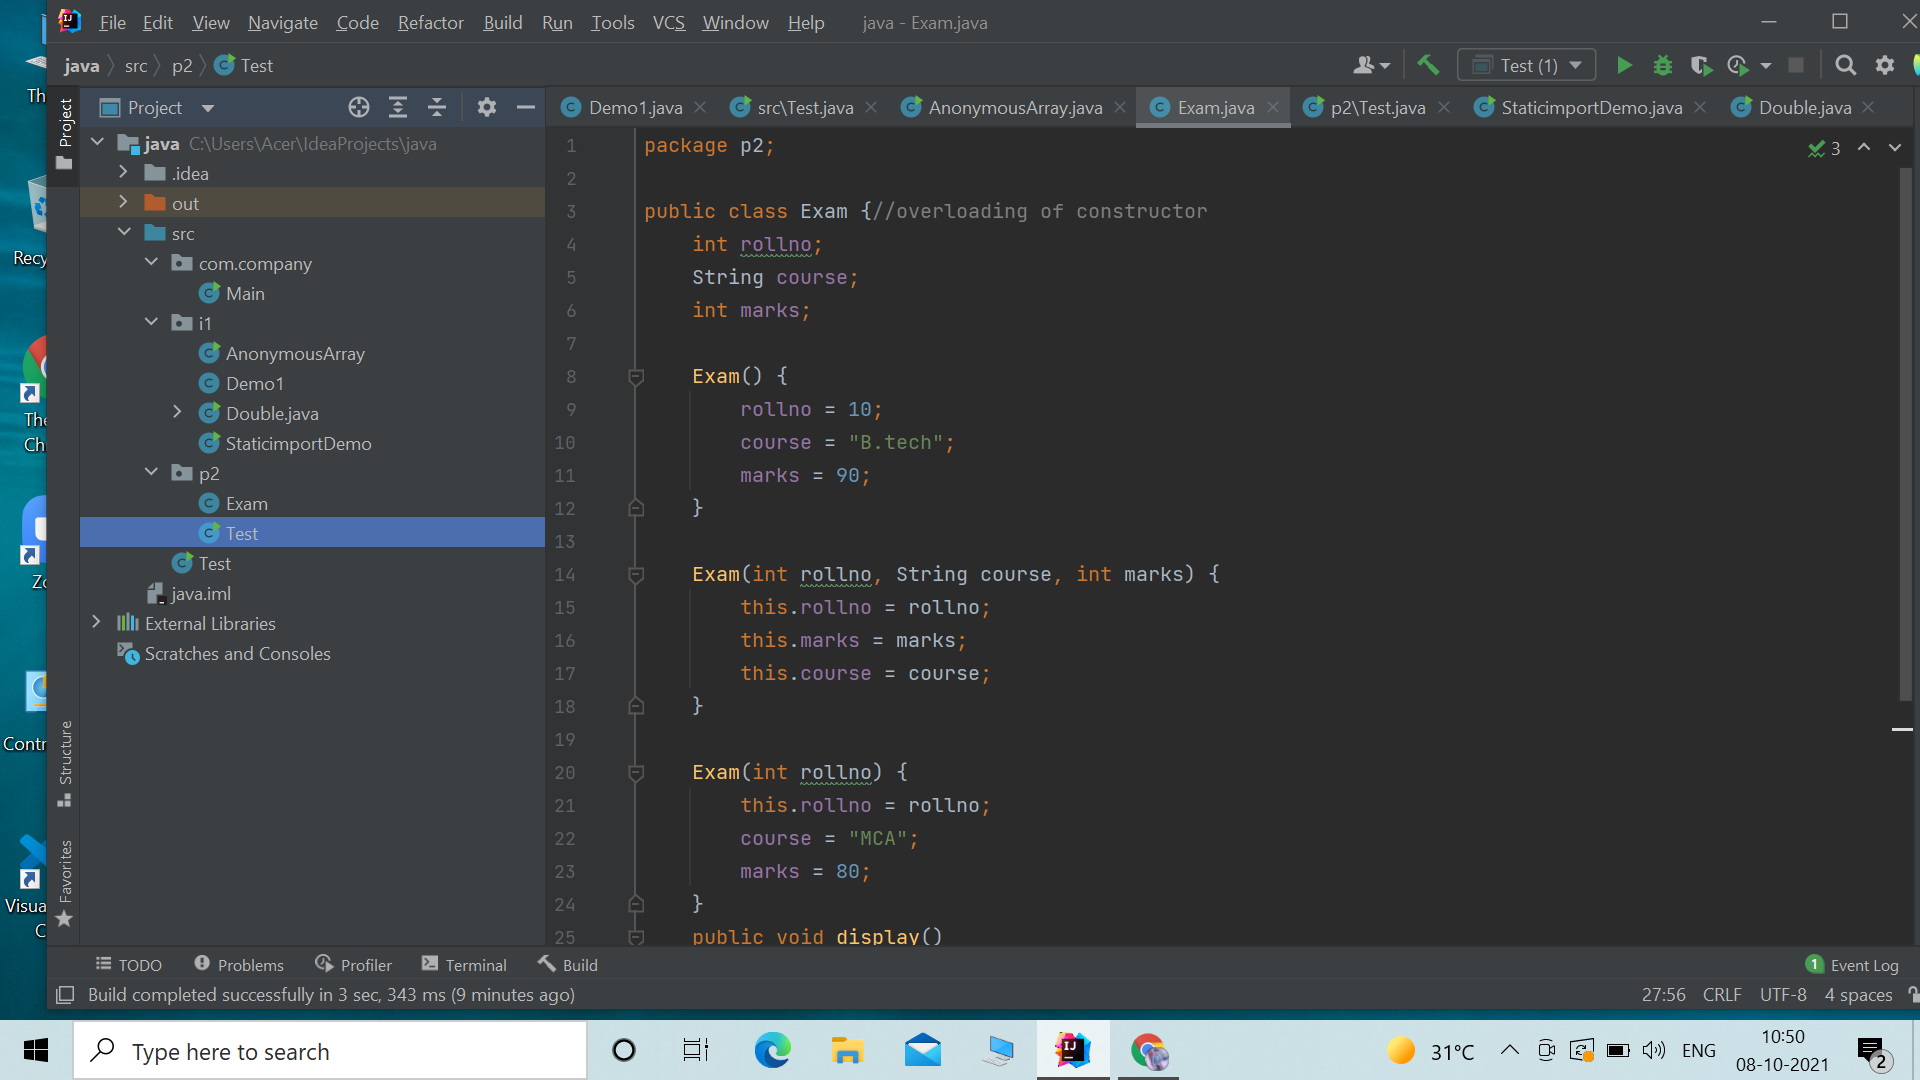 File Edit View Navigate Code Refactor Build Run Tools VCS Window Help java - Exam.java
java src p2 Test Test (1)
Project Demo1.java src\Test.java AnonymousArray.java Exam.java p2\Test.java StaticimportDemo.java Double.java
Project
java C:\Users\Acer\IdeaProjects\java
.idea
out
src
com.company
Main
i1
AnonymousArray
Demo1
Double.java
StaticimportDemo
p2
Exam
Test
Test
java.iml
External Libraries
Scratches and Consoles
Structure
Favorites
3
1 package p2;
2
3 public class Exam {//overloading of constructor
4 int rollno;
5 String course;
6 int marks;
7
8 Exam() {
9 rollno = 10;
10 course = "B.tech";
11 marks = 90;
12 }
13
14 Exam(int rollno, String course, int marks) {
15 this.rollno = rollno;
16 this.marks = marks;
17 this.course = course;
18 }
19
20 Exam(int rollno) {
21 this.rollno = rollno;
22 course = "MCA";
23 marks = 80;
24 }
25 public void display()
TODO Problems Profiler Terminal Build 1 Event Log
Build completed successfully in 3 sec, 343 ms (9 minutes ago) 27:56 CRLF UTF-8 4 spaces
Th
Recy
The
Ch
Zo
Contr
Visua
C
Type here to search 31°C ENG 10:50
08-10-2021 2